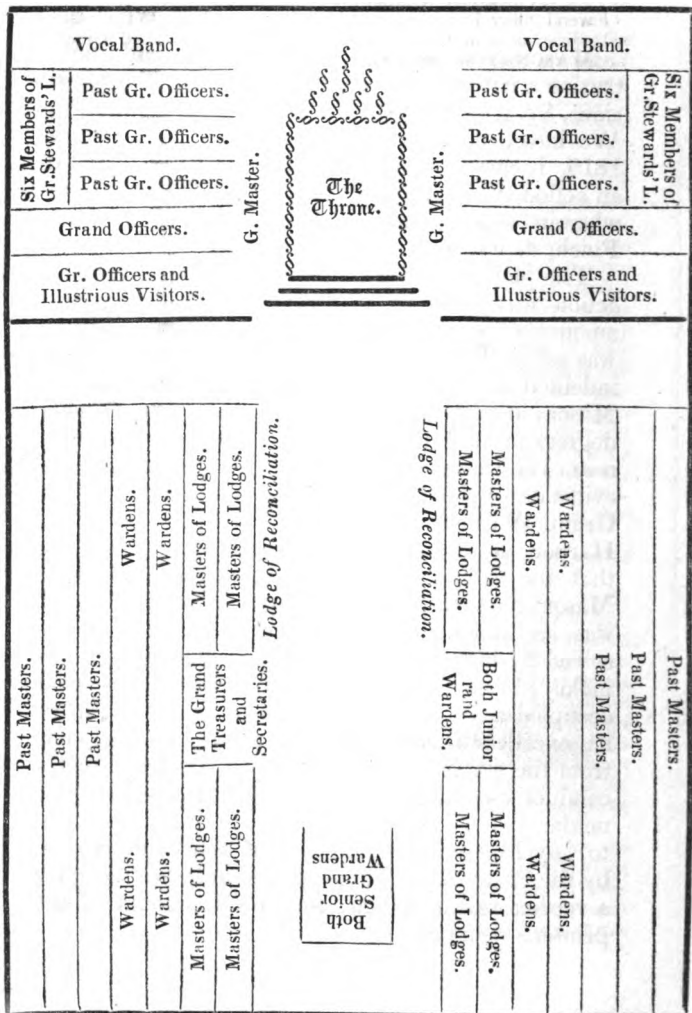 Vocal Band.
Six Members of
Gr. Stewards' L.
Past Gr. Officers.
Past Gr. Officers.
Past Gr. Officers.
Grand Officers.
Gr. Officers and
Illustrious Visitors.
G. Master.
The
Throne.
G. Master.
Vocal Band.
Past Gr. Officers.
Past Gr. Officers.
Past Gr. Officers.
Six Members of
Gr. Stewards' L.
Grand Officers.
Gr. Officers and
Illustrious Visitors.
Past Masters.
Past Masters.
Past Masters.
Wardens.
Wardens.
Wardens.
Wardens.
Masters of Lodges.
Masters of Lodges.
The Grand
Treasurers
and
Secretaries.
Masters of Lodges.
Masters of Lodges.
Lodge of Reconciliation.
Both
Senior
Grand
Wardens
Lodge of Reconciliation.
Masters of Lodges.
Masters of Lodges.
Both Junior
rand
Wardens.
Masters of Lodges.
Masters of Lodges.
Wardens.
Wardens.
Wardens.
Wardens.
Past Masters.
Past Masters.
Past Masters.